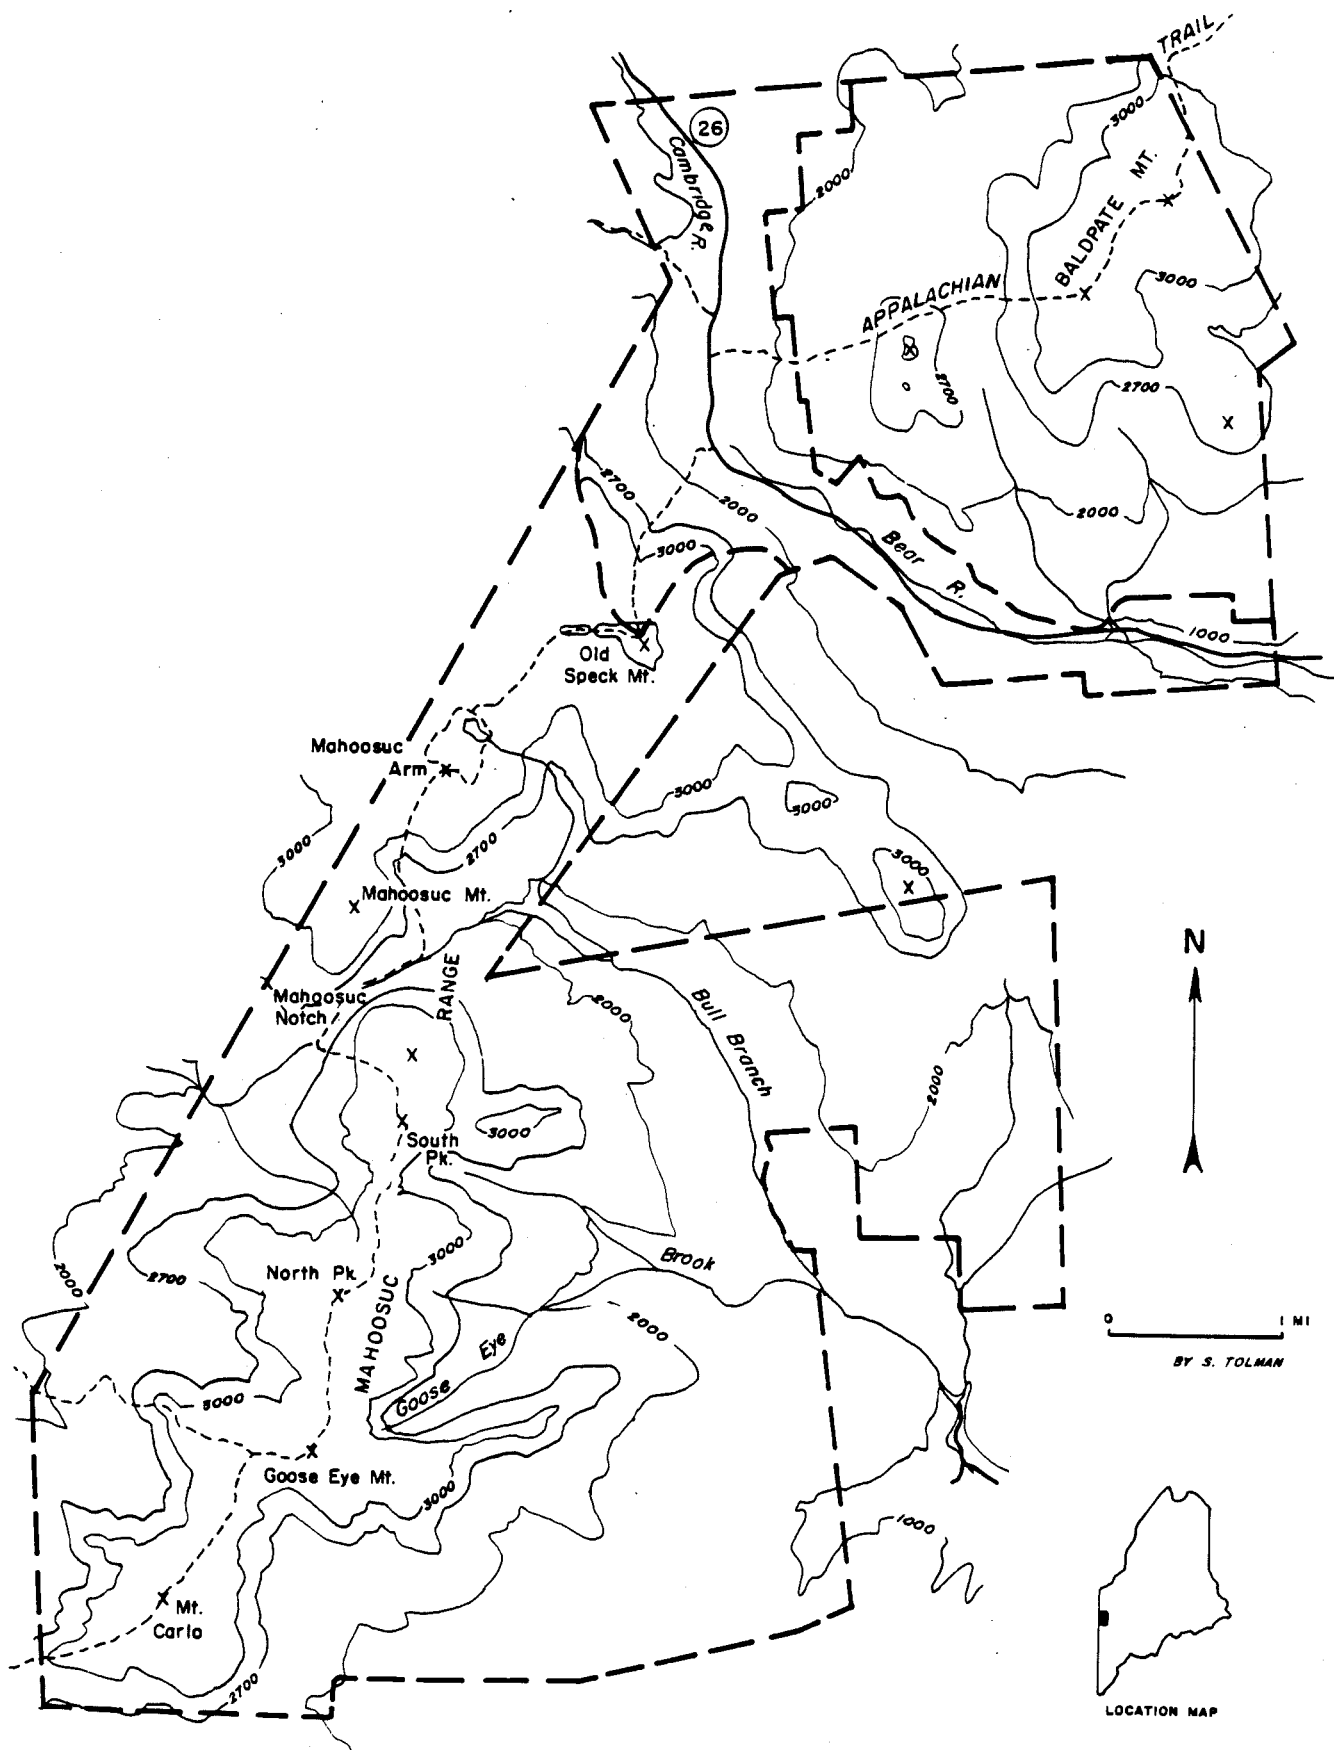 TRAIL
26
3000
Cambridge R.
2000
BALDPATE MT.
3000
APPALACHIAN
2700
2700
2700
2000
2000
3000
Bear R.
1000
Old
Speck Mt.
Mahoosuc
Arm
3000
3000
3000
2700
3000
Mahoosuc Mt.
N
RANGE
Mahoosuc
Notch
2000
Bull Branch
2000
3000
South
Pk.
3000
Brook
2000
2700
North Pk.
MAHOOSUC
2000
Eye
0 1 MI
BY S. TOLMAN
3000
Goose
Goose Eye Mt.
3000
1000
Mt.
Carlo
2700
LOCATION MAP